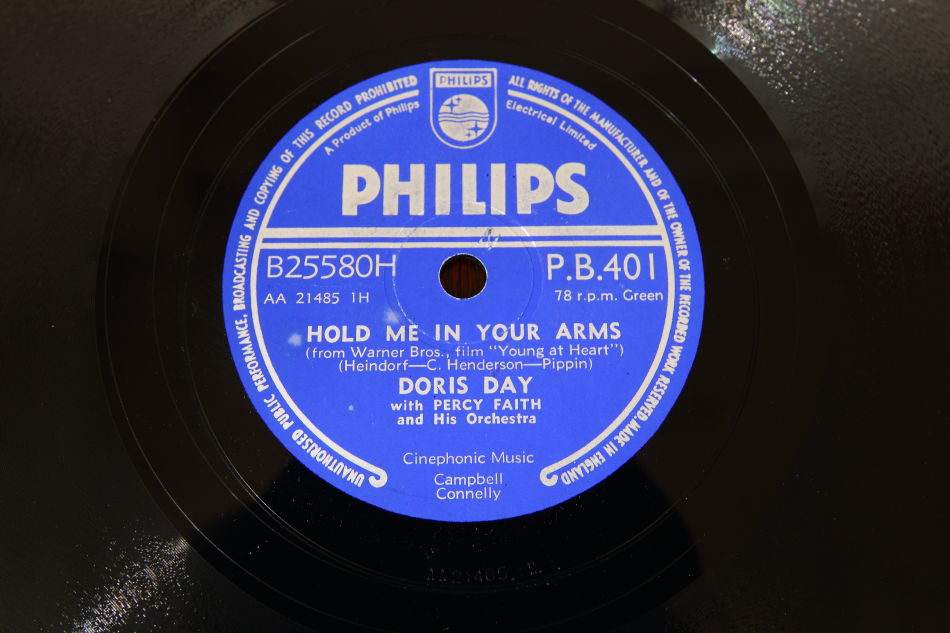 UNAUTHORISED PUBLIC PERFORMANCE, BROADCASTING AND COPYING OF THIS RECORD PROHIBITED
ALL RIGHTS OF THE MANUFACTURER AND OF THE OWNER OF THE RECORDED WORK RESERVED. MADE IN ENGLAND
PHILIPS
A Product of Philips Electrical Limited
PHILIPS
B25580H P.B.401
AA 21485 1H 78 r.p.m. Green
HOLD ME IN YOUR ARMS
(from Warner Bros., film "Young at Heart")
(Heindorf—C. Henderson—Pippin)
DORIS DAY
with PERCY FAITH
and His Orchestra
Cinephonic Music
Campbell
Connelly